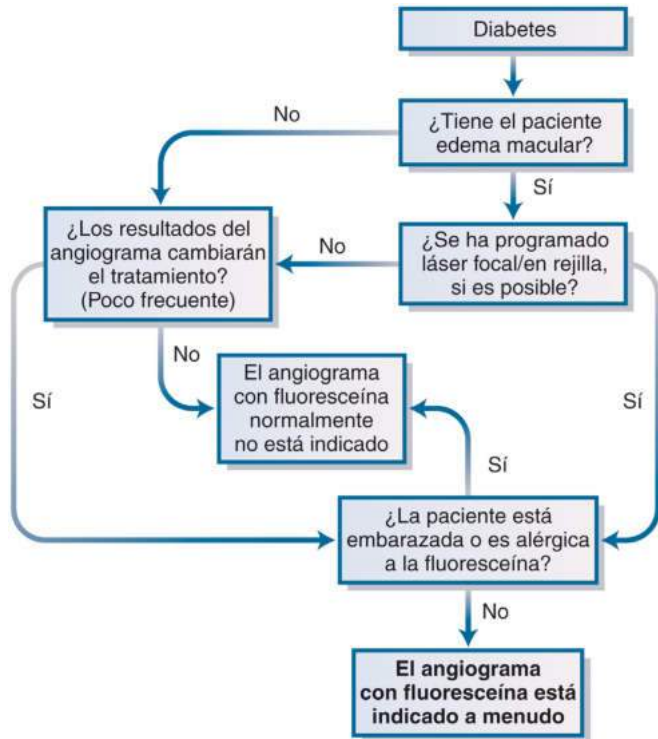 Diabetes
No
¿Tiene el paciente
edema macular?
Sí
¿Los resultados del
angiograma cambiarán
el tratamiento?
(Poco frecuente)
No
¿Se ha programado
láser focal/en rejilla,
si es posible?
No
El angiograma
con fluoresceína
normalmente
no está indicado
Sí
Sí
Sí
¿La paciente está
embarazada o es alérgica
a la fluoresceína?
No
El angiograma
con fluoresceína está
indicado a menudo